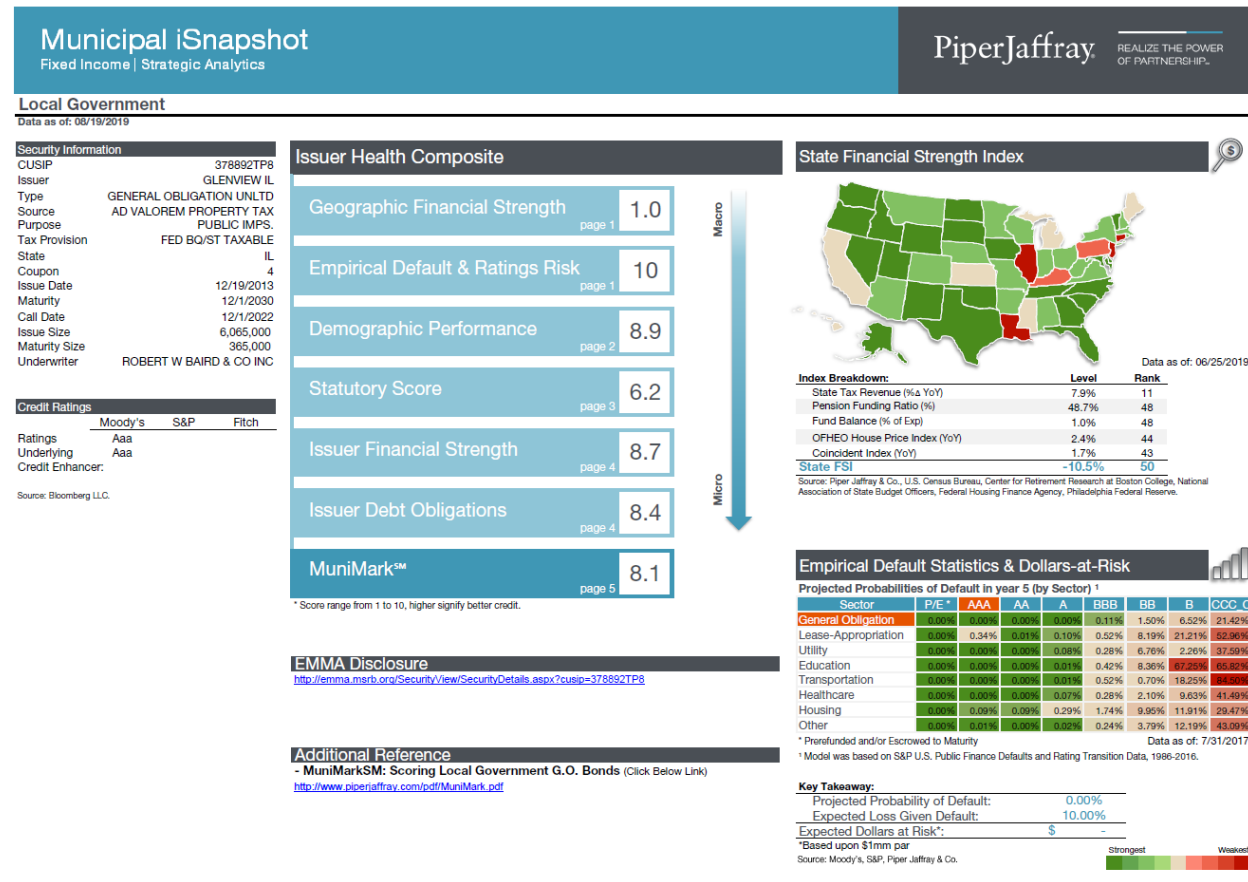 Municipal iSnapshot
Fixed Income | Strategic Analytics
PiperJaffray
REALIZE THE POWER
OF PARTNERSHIP
Local Government
Data as of: 08/19/2019
Security Information
CUSIP 378892TP8
Issuer GLENVIEW IL
Type GENERAL OBLIGATION UNLTD
Source AD VALOREM PROPERTY TAX
Purpose PUBLIC IMPS.
Tax Provision FED BQ/ST TAXABLE
State IL
Coupon 4
Issue Date 12/19/2013
Maturity 12/1/2030
Call Date 12/1/2022
Issue Size 6,065,000
Maturity Size 365,000
Underwriter ROBERT W BAIRD & CO INC
Credit Ratings
Moody's S&P Fitch
Ratings Aaa
Underlying Aaa
Credit Enhancer:
Source: Bloomberg LLC.
Issuer Health Composite
Geographic Financial Strength page 1 1.0
Empirical Default & Ratings Risk page 1 10
Demographic Performance page 2 8.9
Statutory Score page 3 6.2
Issuer Financial Strength page 4 8.7
Issuer Debt Obligations page 4 8.4
MuniMark℠ page 5 8.1
Macro
Micro
* Score range from 1 to 10, higher signify better credit.
EMMA Disclosure
http://emma.msrb.org/SecurityView/SecurityDetails.aspx?cusip=378892TP8
Additional Reference
- MuniMarkSM: Scoring Local Government G.O. Bonds (Click Below Link)
http://www.piperjaffray.com/pdf/MuniMark.pdf
State Financial Strength Index
$
Data as of: 06/25/2019
Index Breakdown: Level Rank
State Tax Revenue (%Δ YoY) 7.9% 11
Pension Funding Ratio (%) 48.7% 48
Fund Balance (% of Exp) 1.0% 48
OFHEO House Price Index (YoY) 2.4% 44
Coincident Index (YoY) 1.7% 43
State FSI -10.5% 50
Source: Piper Jaffray & Co., U.S. Census Bureau, Center for Retirement Research at Boston College, National
Association of State Budget Officers, Federal Housing Finance Agency, Philadelphia Federal Reserve.
Empirical Default Statistics & Dollars-at-Risk
Projected Probabilities of Default in year 5 (by Sector) ¹
Sector P/E * AAA AA A BBB BB B CCC_C
General Obligation 0.00% 0.00% 0.00% 0.00% 0.11% 1.50% 6.52% 21.42%
Lease-Appropriation 0.00% 0.34% 0.01% 0.10% 0.52% 8.19% 21.21% 52.96%
Utility 0.00% 0.00% 0.00% 0.08% 0.28% 6.76% 2.26% 37.59%
Education 0.00% 0.00% 0.00% 0.01% 0.42% 8.36% 67.25% 65.82%
Transportation 0.00% 0.00% 0.00% 0.01% 0.52% 0.70% 18.25% 84.50%
Healthcare 0.00% 0.00% 0.00% 0.07% 0.28% 2.10% 9.63% 41.49%
Housing 0.00% 0.09% 0.09% 0.29% 1.74% 9.95% 11.91% 29.47%
Other 0.00% 0.01% 0.00% 0.02% 0.24% 3.79% 12.19% 43.09%
* Prerefunded and/or Escrowed to Maturity Data as of: 7/31/2017
¹ Model was based on S&P U.S. Public Finance Defaults and Rating Transition Data, 1986-2016.
Key Takeaway:
Projected Probability of Default: 0.00%
Expected Loss Given Default: 10.00%
Expected Dollars at Risk*: $ -
*Based upon $1mm par
Source: Moody's, S&P, Piper Jaffray & Co.
Strongest Weakest